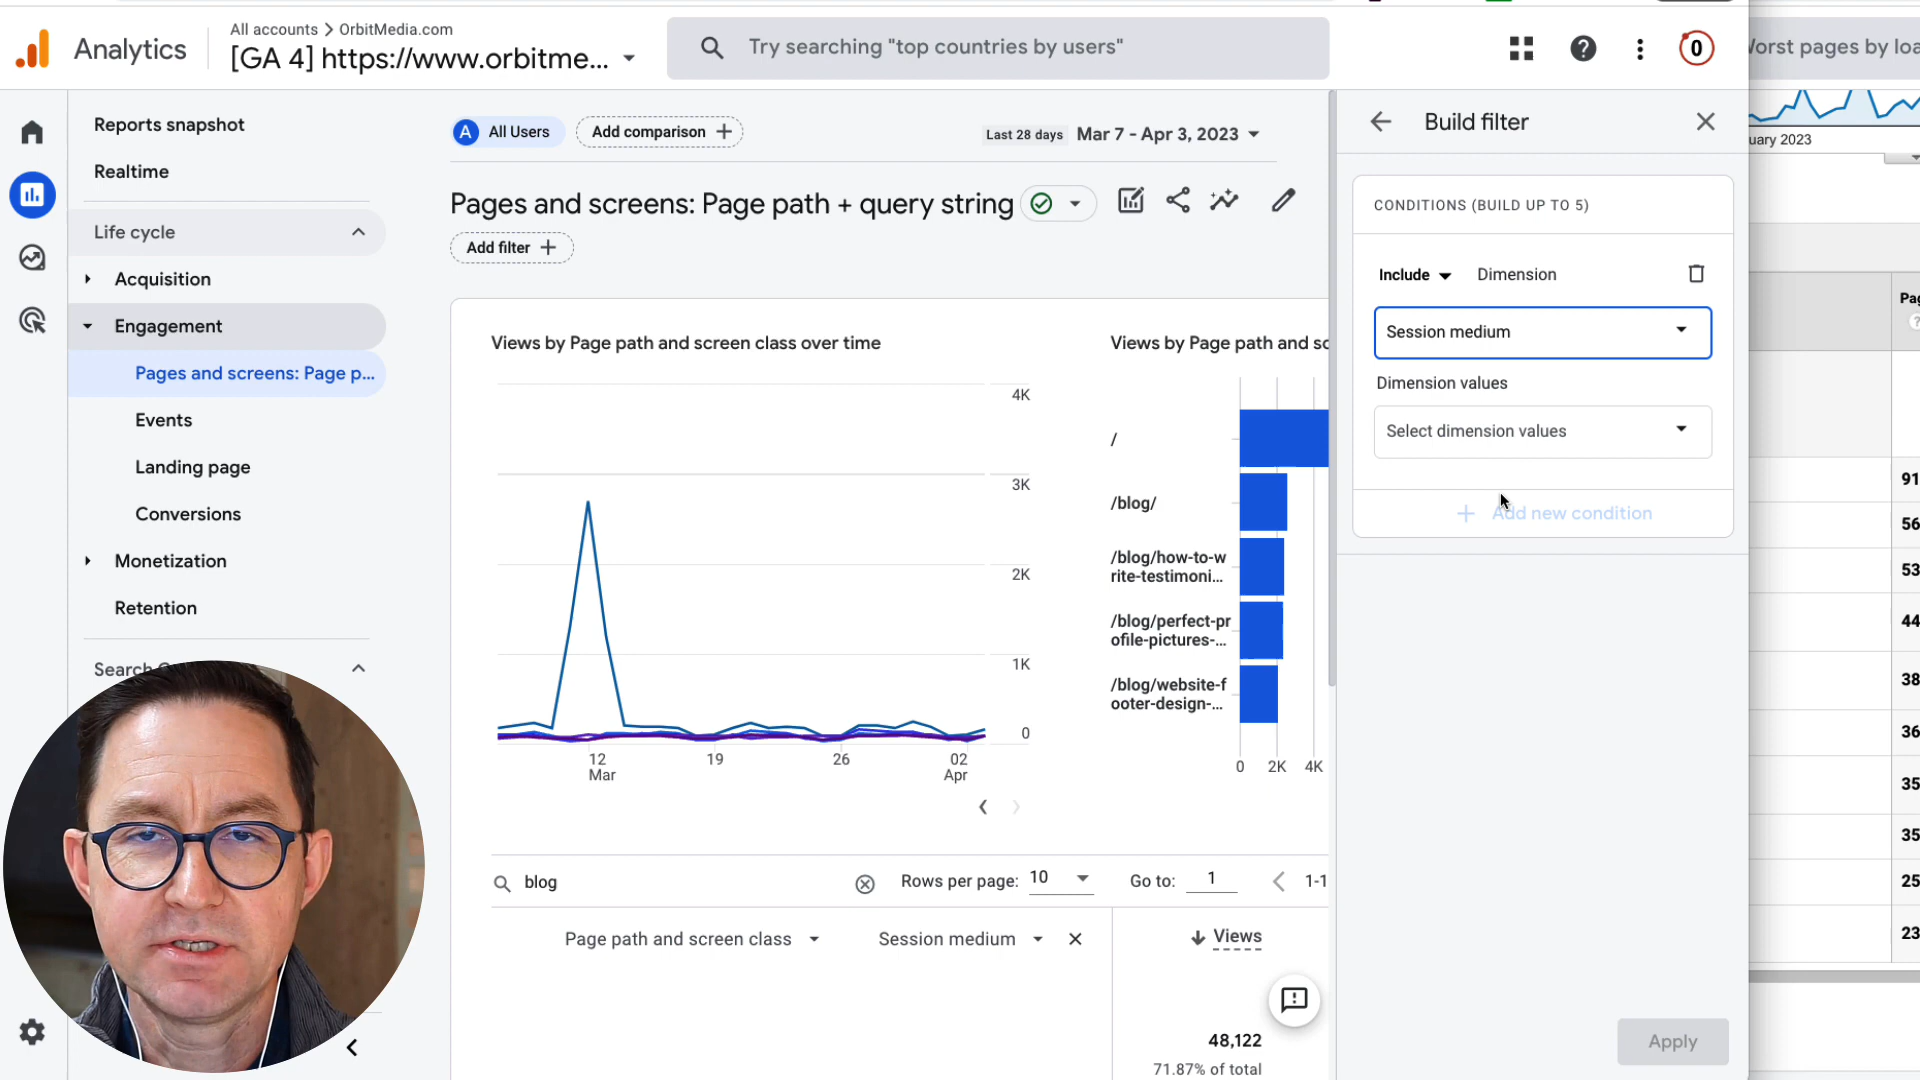 All accounts > OrbitMedia.com
Analytics
[GA 4] https://www.orbitme...
Try searching "top countries by users"
0
orst pages by loa
Reports snapshot
Realtime
Life cycle
Acquisition
Engagement
Pages and screens: Page p...
Events
Landing page
Conversions
Monetization
Retention
Search
A All Users
Add comparison +
Last 28 days Mar 7 - Apr 3, 2023
Pages and screens: Page path + query string
Add filter +
Views by Page path and screen class over time
4K
3K
2K
1K
0
12
Mar
19
26
02
Apr
Views by Page path and sc
/
/blog/
/blog/how-to-w
rite-testimoni...
/blog/perfect-pr
ofile-pictures-...
/blog/website-f
ooter-design-...
0 2K 4K
blog
Rows per page: 10
Go to: 1
1-1
Page path and screen class
Session medium
Views
48,122
71.87% of total
Build filter
CONDITIONS (BUILD UP TO 5)
Include
Dimension
Session medium
Dimension values
Select dimension values
+ Add new condition
Apply
uary 2023
Pag
91
56
53
44
38
36
35
35
25
23